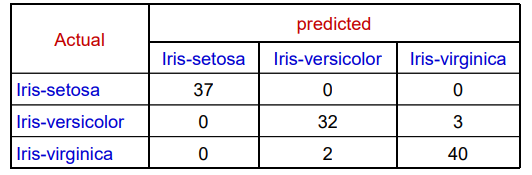 Actual predicted
Iris-setosa Iris-versicolor Iris-virginica
Iris-setosa 37 0 0
Iris-versicolor 0 32 3
Iris-virginica 0 2 40